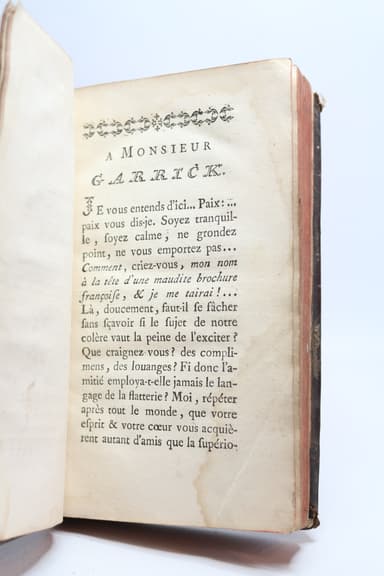 A MONSIEUR
GARRICK.
JE vous entends d'ici... Paix: ...
paix vous dis-je. Soyez tranquil-
le, soyez calme, ne grondez
point, ne vous emportez pas...
Comment, criez-vous, mon nom
à la tête d'une maudite brochure
françoise, & je me tairai!...
Là, doucement, faut-il se fâcher
sans sçavoir si le sujet de notre
colère vaut la peine de l'exciter?
Que craignez vous? des compli-
mens, des louanges? Fi donc l'a-
mitié employa-t-elle jamais le lan-
gage de la flatterie? Moi, répéter
après tout le monde, que votre
esprit & votre cœur vous acquiè-
rent autant d'amis que la supério-